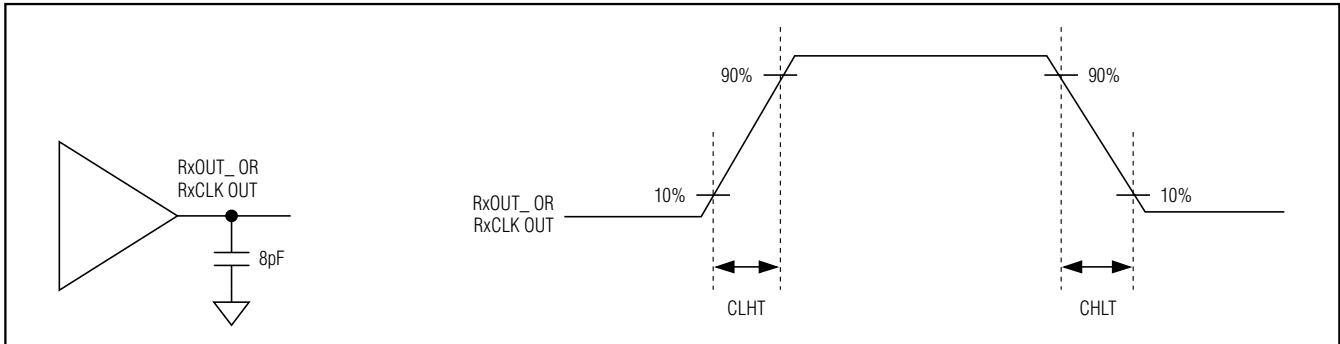 RxOUT_ OR
RxCLK OUT
8pF
RxOUT_ OR
RxCLK OUT
90%
10%
90%
10%
CLHT
CHLT